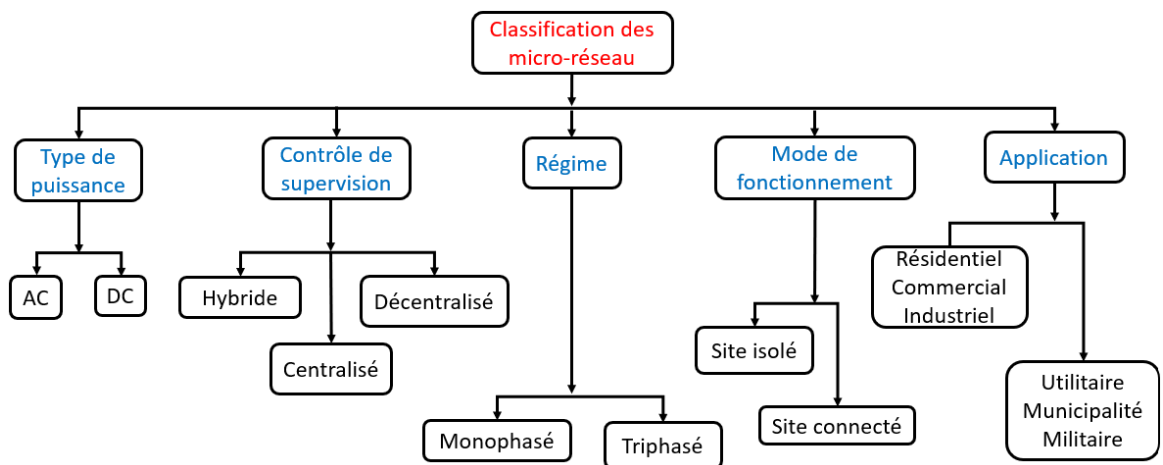 Classification des
micro-réseau
Type de
puissance
Contrôle de
supervision
Régime
Mode de
fonctionnement
Application
AC
DC
Hybride
Décentralisé
Centralisé
Monophasé
Triphasé
Site isolé
Site connecté
Résidentiel
Commercial
Industriel
Utilitaire
Municipalité
Militaire